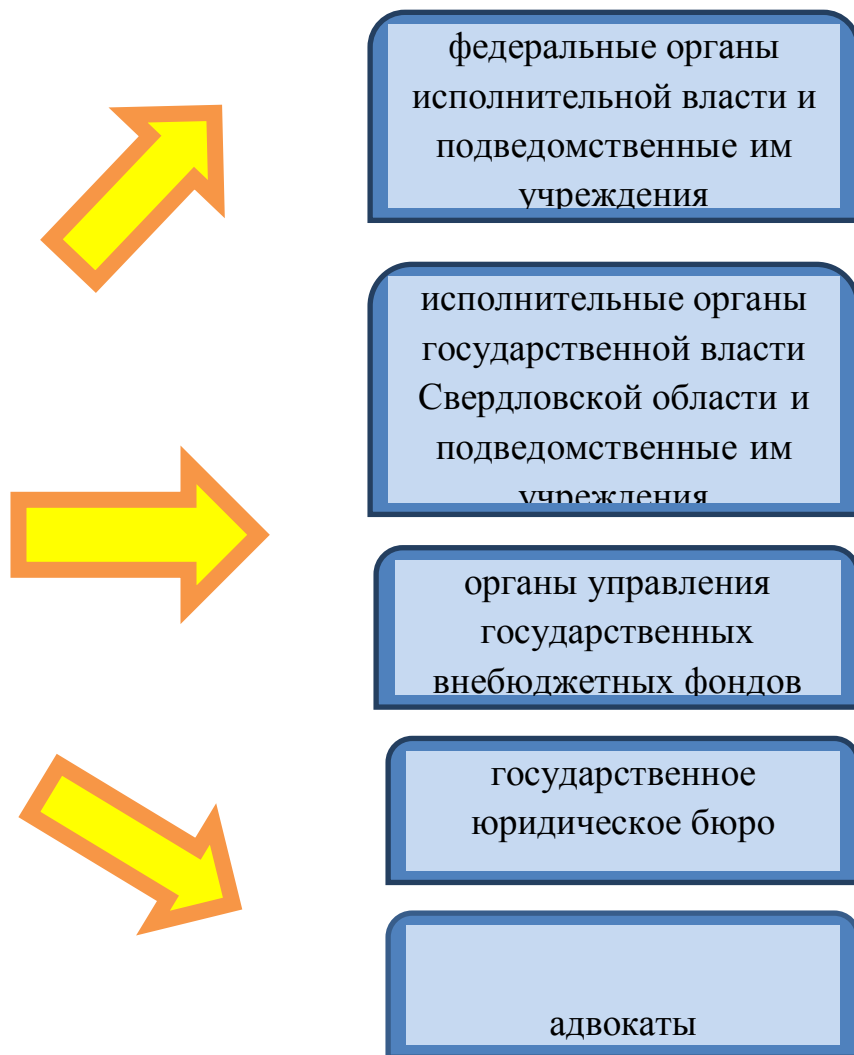 федеральные органы
исполнительной власти и
подведомственные им
учреждения
исполнительные органы
государственной власти
Свердловской области и
подведомственные им
учреждения
органы управления
государственных
внебюджетных фондов
государственное
юридическое бюро
адвокаты